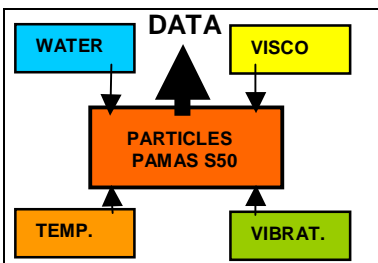 DATA
WATER
VISCO
PARTICLES
PAMAS S50
TEMP.
VIBRAT.